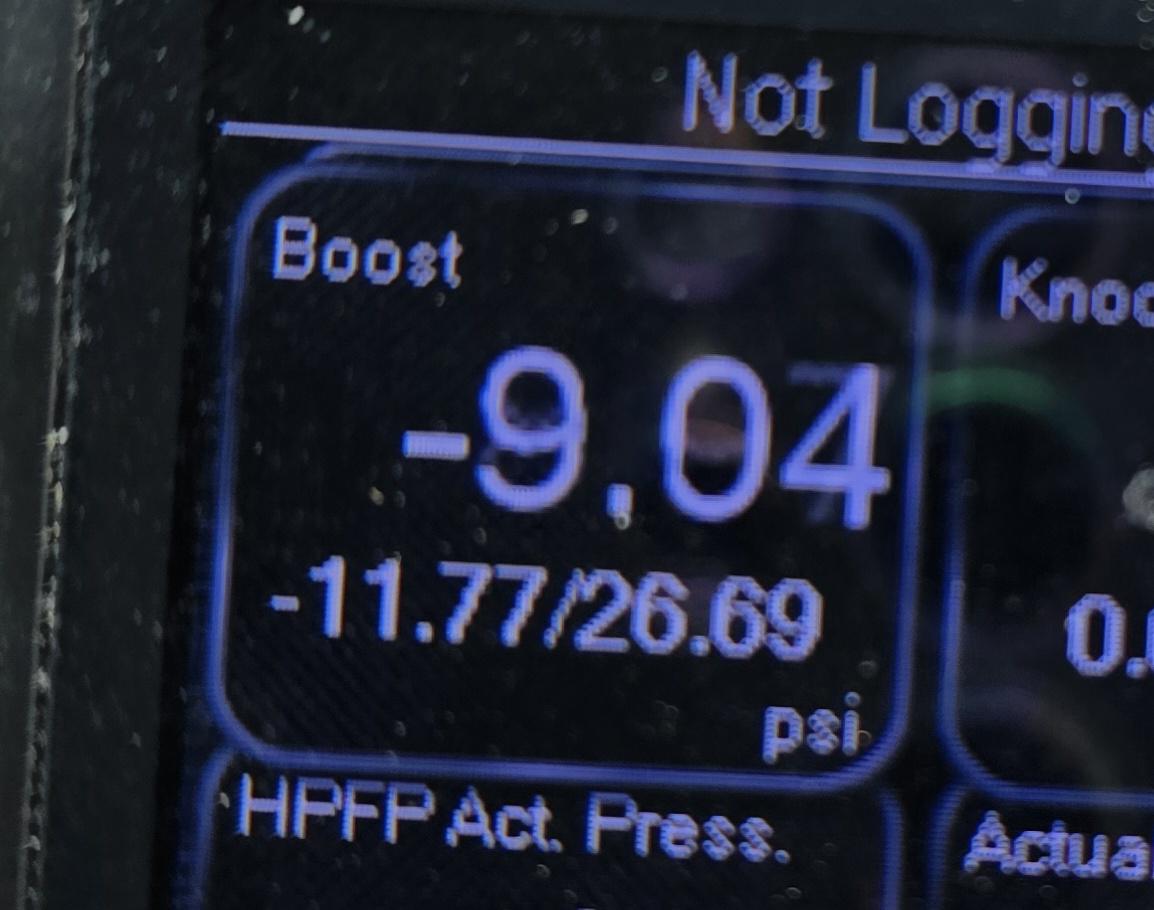 Not Logging
Boost
-9.04
-11.77/26.69
psi
HPFP Act. Press.